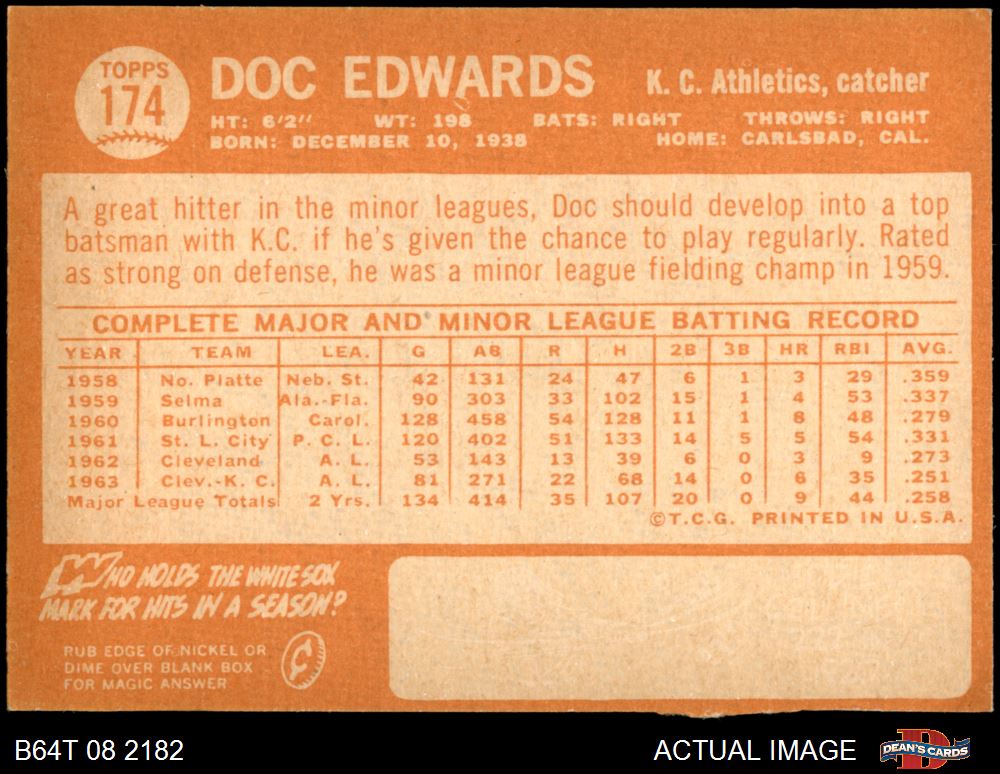 TOPPS
174
DOC EDWARDS
K. C. Athletics, catcher
HT: 6'2" WT: 198 BATS: RIGHT THROWS: RIGHT
BORN: DECEMBER 10, 1938 HOME: CARLSBAD, CAL.
A great hitter in the minor leagues, Doc should develop into a top
batsman with K.C. if he's given the chance to play regularly. Rated
as strong on defense, he was a minor league fielding champ in 1959.
COMPLETE MAJOR AND MINOR LEAGUE BATTING RECORD
YEAR TEAM LEA. G AB R H 2B 3B HR RBI AVG.
1958 No. Platte Neb. St. 42 131 24 47 6 1 3 29 .359
1959 Selma Ala.-Fla. 90 303 33 102 15 1 4 53 .337
1960 Burlington Carol. 128 458 54 128 11 1 8 48 .279
1961 St. L. City P. C. L. 120 402 51 133 14 5 5 54 .331
1962 Cleveland A. L. 53 143 13 39 6 0 3 9 .273
1963 Clev.-K. C. A. L. 81 271 22 68 14 0 6 35 .251
Major League Totals 2 Yrs. 134 414 35 107 20 0 9 44 .258
©T.C.G. PRINTED IN U.S.A.
WHO HOLDS THE WHITE SOX
MARK FOR HITS IN A SEASON?
RUB EDGE OF NICKEL OR
DIME OVER BLANK BOX
FOR MAGIC ANSWER
B64T 08 2182
ACTUAL IMAGE
DEAN'S CARDS